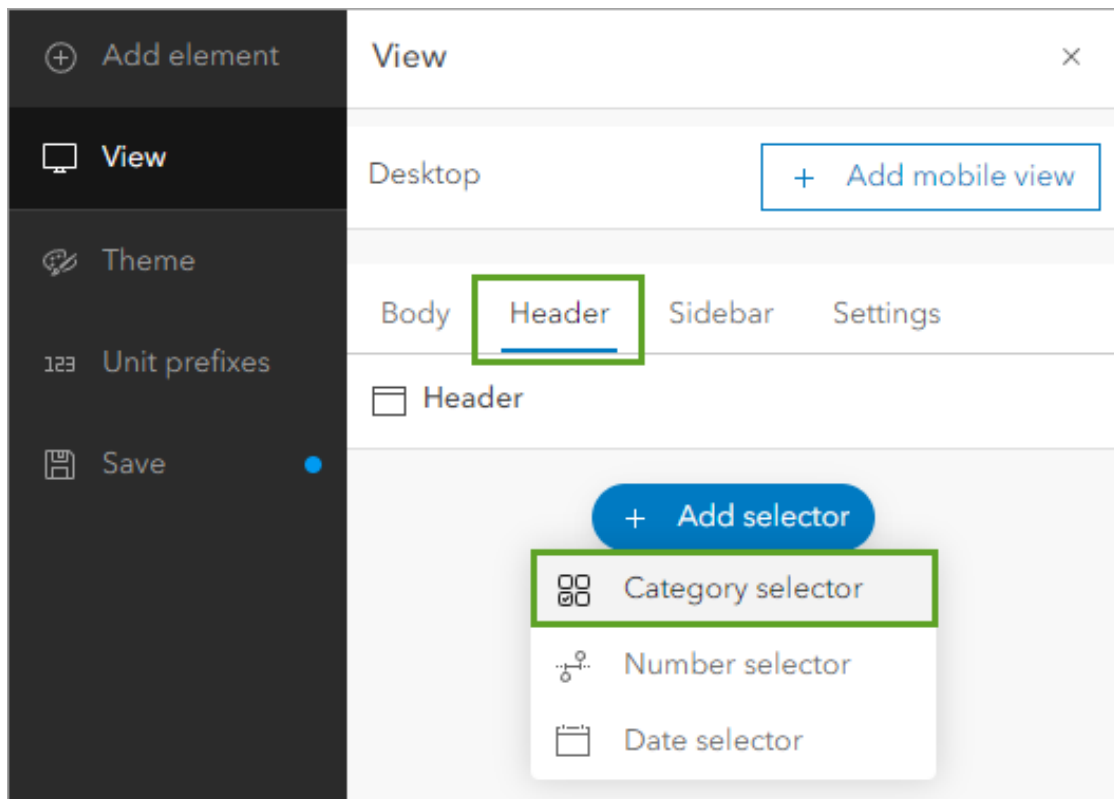 Add element
View
Theme
123 Unit prefixes
Save
View
Desktop
+ Add mobile view
Body Header Sidebar Settings
Header
+ Add selector
Category selector
Number selector
Date selector